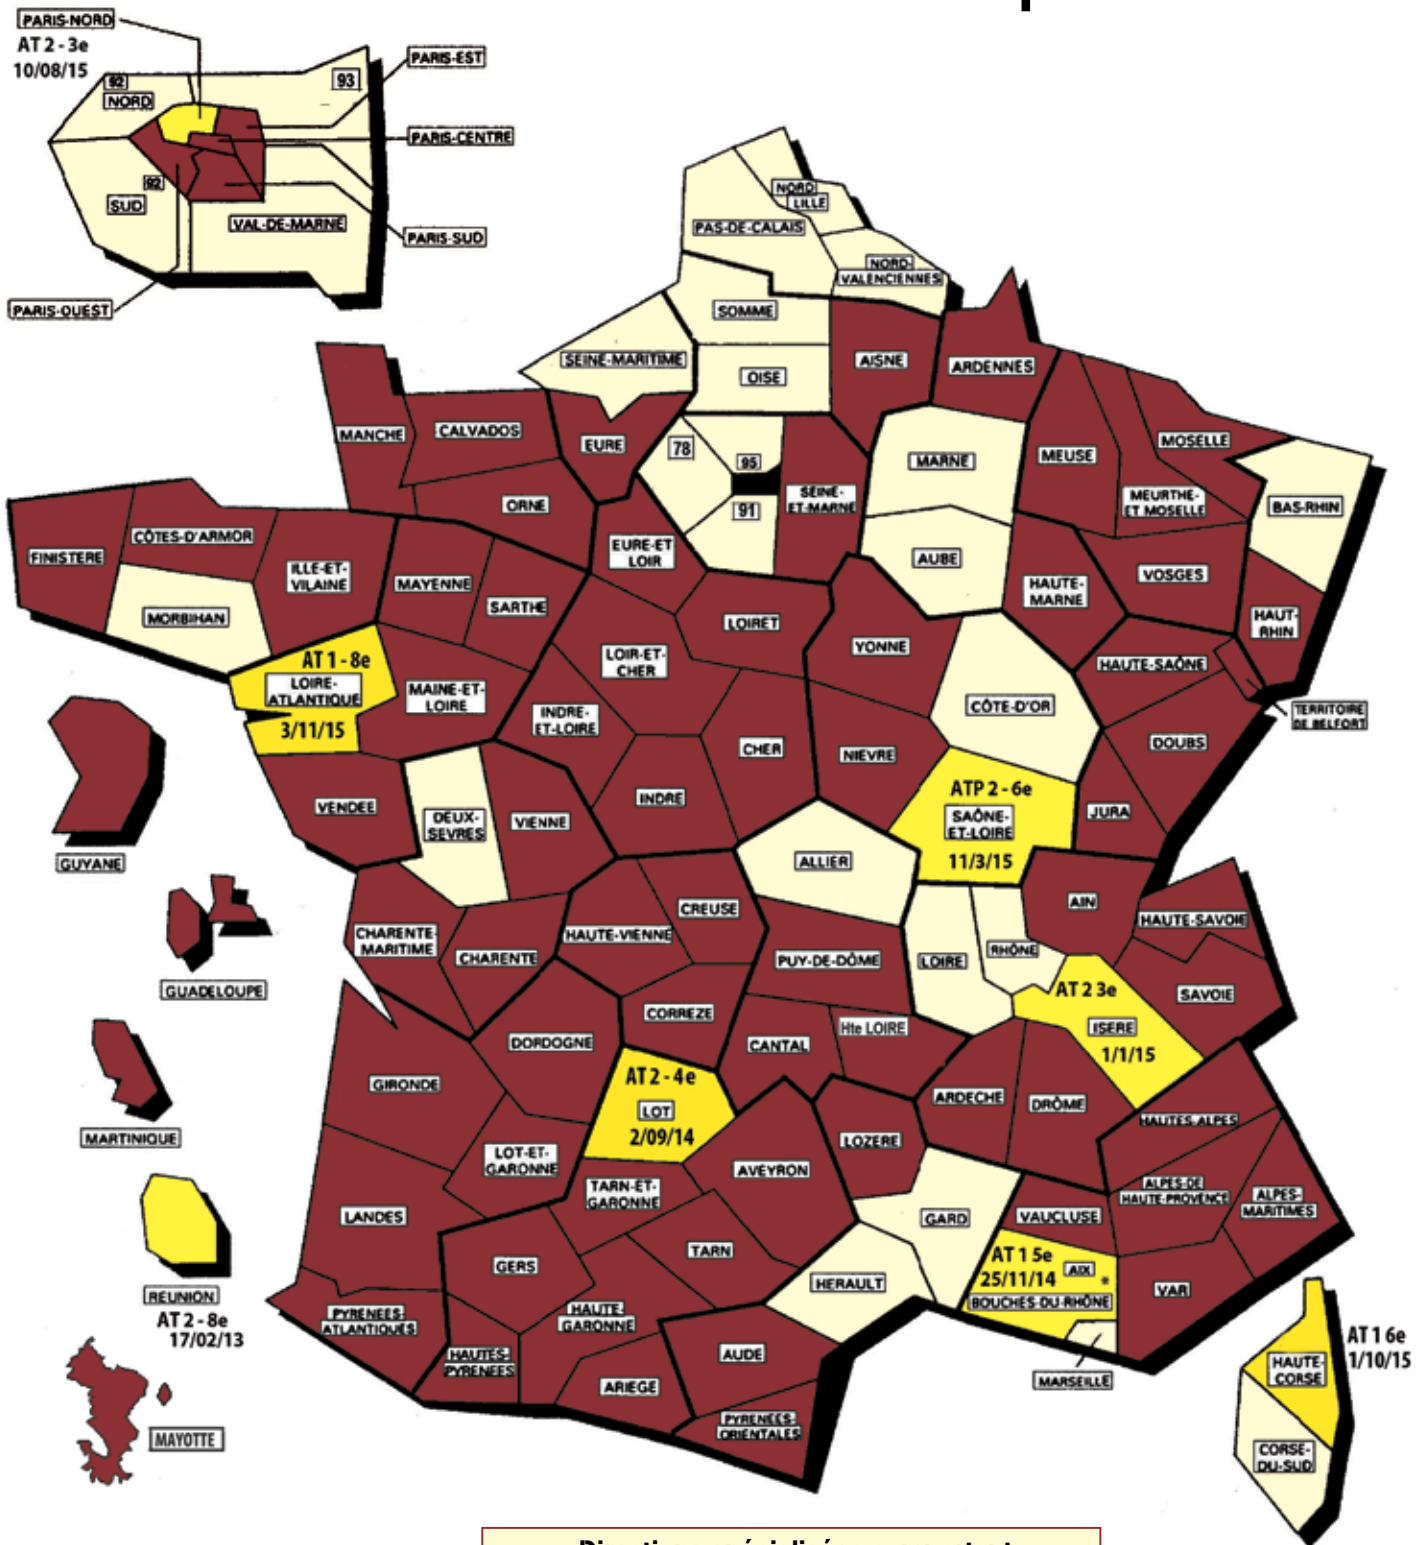 PARIS-NORD
AT 2 - 3e
10/08/15
92
NORD
93
PARIS-EST
PARIS-CENTRE
92
SUD
VAL-DE-MARNE
PARIS-SUD
PARIS-OUEST
NORD
LILLE
PAS-DE-CALAIS
NORD-
VALENCIENNES
SOMME
SEINE-MARITIME
OISE
AISNE
ARDENNES
MANCHE
CALVADOS
EURE
78
95
MARNE
MEUSE
MOSELLE
ORNE
91
SEINE-
ET-MARNE
MEURTHE-
ET MOSELLE
BAS-RHIN
FINISTERE
CÔTES-D'ARMOR
ILLE-ET-
VILAINE
MAYENNE
EURE-ET
LOIR
AUBE
HAUTE-
MARNE
VOSGES
MORBIHAN
SARTHE
LOIRET
HAUT-
RHIN
AT 1 - 8e
LOIRE-
ATLANTIQUE
3/11/15
MAINE-ET-
LOIRE
LOIR-ET-
CHER
YONNE
HAUTE-SAÔNE
INDRE-
ET-LOIRE
CÔTE-D'OR
TERRITOIRE
DE BELFORT
CHER
NIÈVRE
DOUBS
VENDEE
DEUX-
SEVRES
VIENNE
INDRE
ATP 2 - 6e
SAÔNE-
ET-LOIRE
11/3/15
JURA
GUYANE
ALLIER
AIN
HAUTE-SAVOIE
CREUSE
CHARENTE-
MARITIME
CHARENTE
HAUTE-VIENNE
PUY-DE-DÔME
LOIRE
RHÔNE
GUADELOUPE
AT 2 3e
ISERE
1/1/15
SAVOIE
CORREZE
DORDOGNE
CANTAL
Hte LOIRE
GIRONDE
AT 2 - 4e
LOT
2/09/14
ARDECHE
DRÔME
HAUTES-ALPES
MARTINIQUE
LOT-ET-
GARONNE
AVEYRON
LOZERE
TARN-ET-
GARONNE
ALPES-DE
HAUTE-PROVENCE
ALPES-
MARITIMES
LANDES
GARD
VAUCLUSE
GERS
TARN
HERAULT
AT 1 5e
25/11/14
AIX
*
BOUCHES-DU-RHÔNE
VAR
REUNION
AT 2 - 8e
17/02/13
PYRENEES-
ATLANTIQUES
HAUTE-
GARONNE
HAUTES-
PYRENEES
AUDE
ARIEGE
MARSEILLE
AT 1 6e
1/10/15
HAUTE-
CORSE
MAYOTTE
PYRENEES-
ORIENTALES
CORSE-
DU-SUD